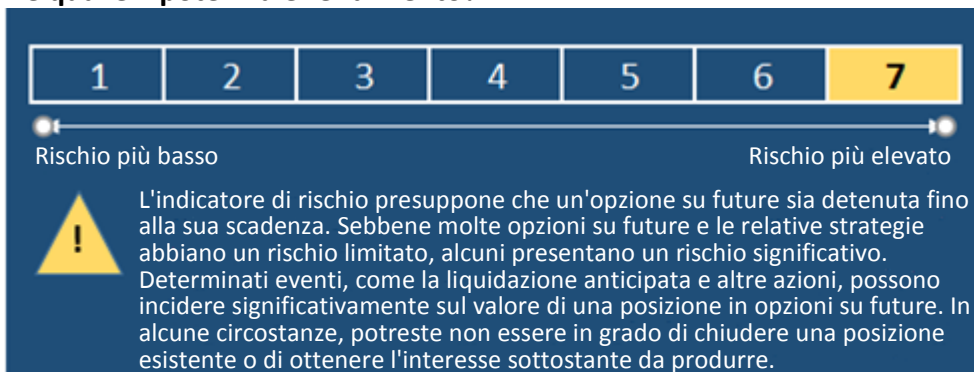 1 2 3 4 5 6 7
Rischio più basso Rischio più elevato
! L'indicatore di rischio presuppone che un'opzione su future sia detenuta fino
alla sua scadenza. Sebbene molte opzioni su future e le relative strategie
abbiano un rischio limitato, alcuni presentano un rischio significativo.
Determinati eventi, come la liquidazione anticipata e altre azioni, possono
incidere significativamente sul valore di una posizione in opzioni su future. In
alcune circostanze, potreste non essere in grado di chiudere una posizione
esistente o di ottenere l'interesse sottostante da produrre.